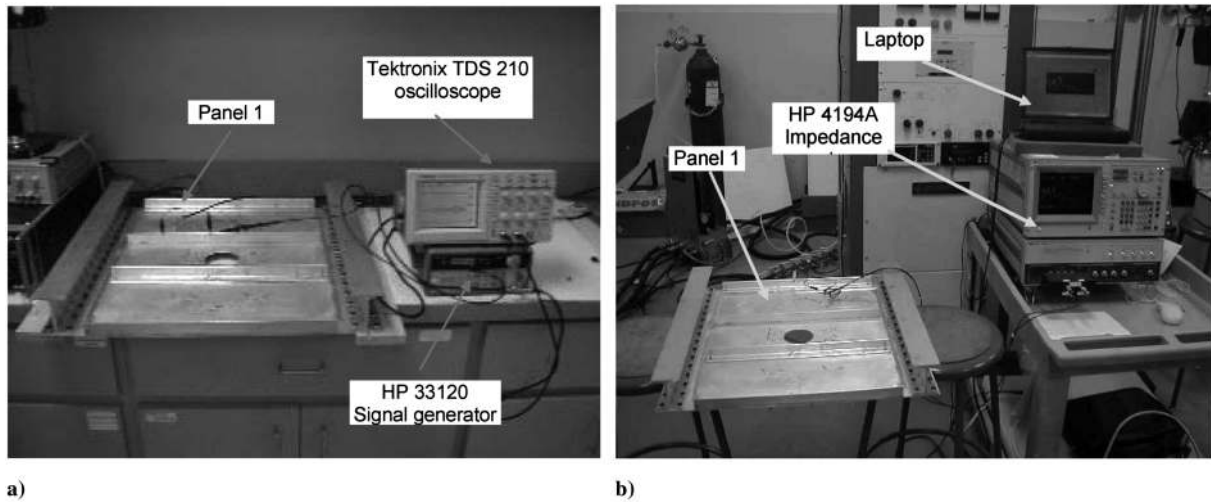 Tektronix TDS 210
oscilloscope
Panel 1
HP 33120
Signal generator
a)
Laptop
HP 4194A
Impedance
Panel 1
b)